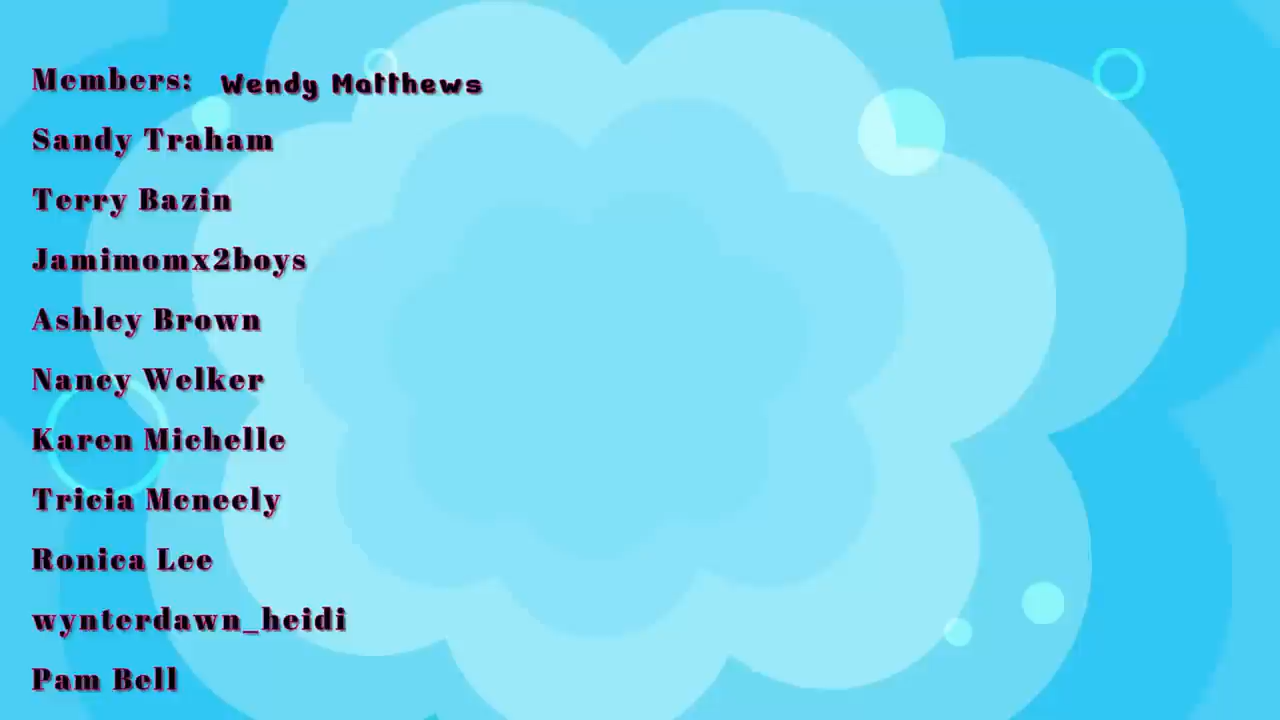 Members: Wendy Matthews
Sandy Traham
Terry Bazin
Jamimomx2boys
Ashley Brown
Nancy Welker
Karen Michelle
Tricia Mcneely
Ronica Lee
wynterdawn_heidi
Pam Bell